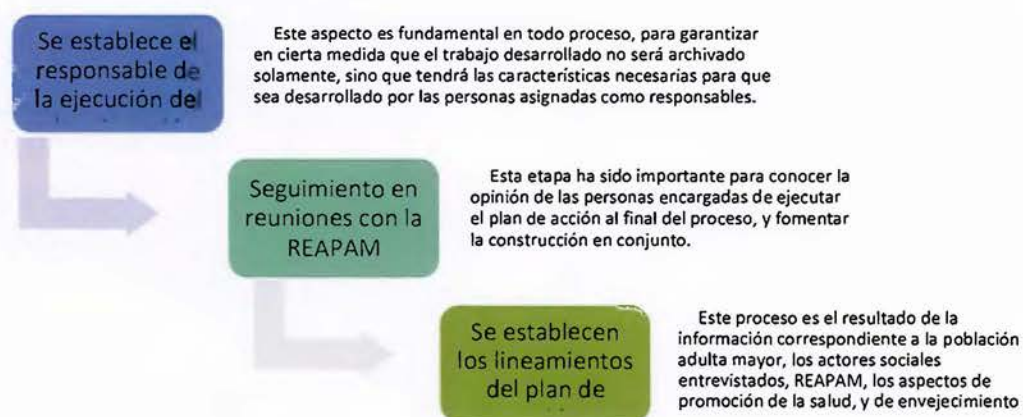 Se establece el
responsable de
la ejecución del
Este aspecto es fundamental en todo proceso, para garantizar
en cierta medida que el trabajo desarrollado no será archivado
solamente, sino que tendrá las características necesarias para que
sea desarrollado por las personas asignadas como responsables.
Seguimiento en
reuniones con la
REAPAM
Esta etapa ha sido importante para conocer la
opinión de las personas encargadas de ejecutar
el plan de acción al final del proceso, y fomentar
la construcción en conjunto.
Se establecen
los lineamientos
del plan de
Este proceso es el resultado de la
información correspondiente a la población
adulta mayor, los actores sociales
entrevistados, REAPAM, los aspectos de
promoción de la salud, y de envejecimiento